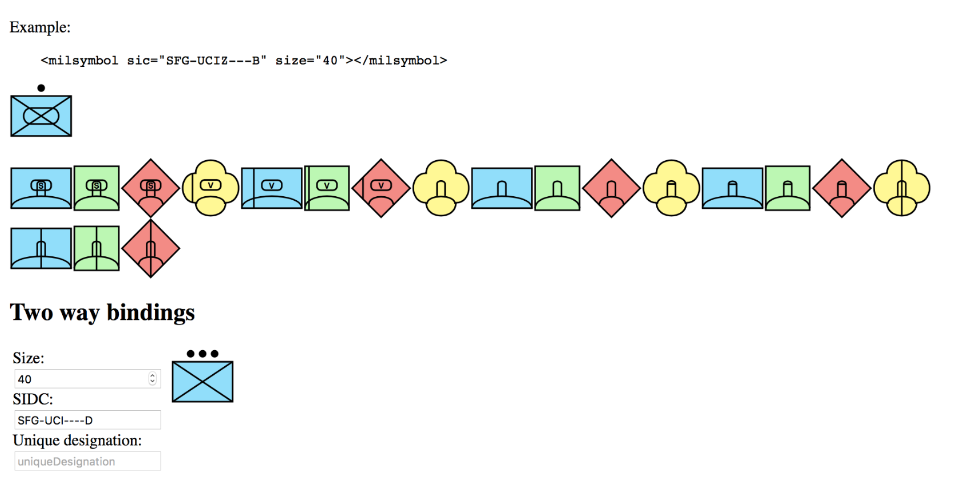 Example:
<milsymbol sic="SFG-UCIZ---B" size="40"></milsymbol>
S S S V V V V
Two way bindings
Size:
40
SIDC:
SFG-UCI----D
Unique designation:
uniqueDesignation